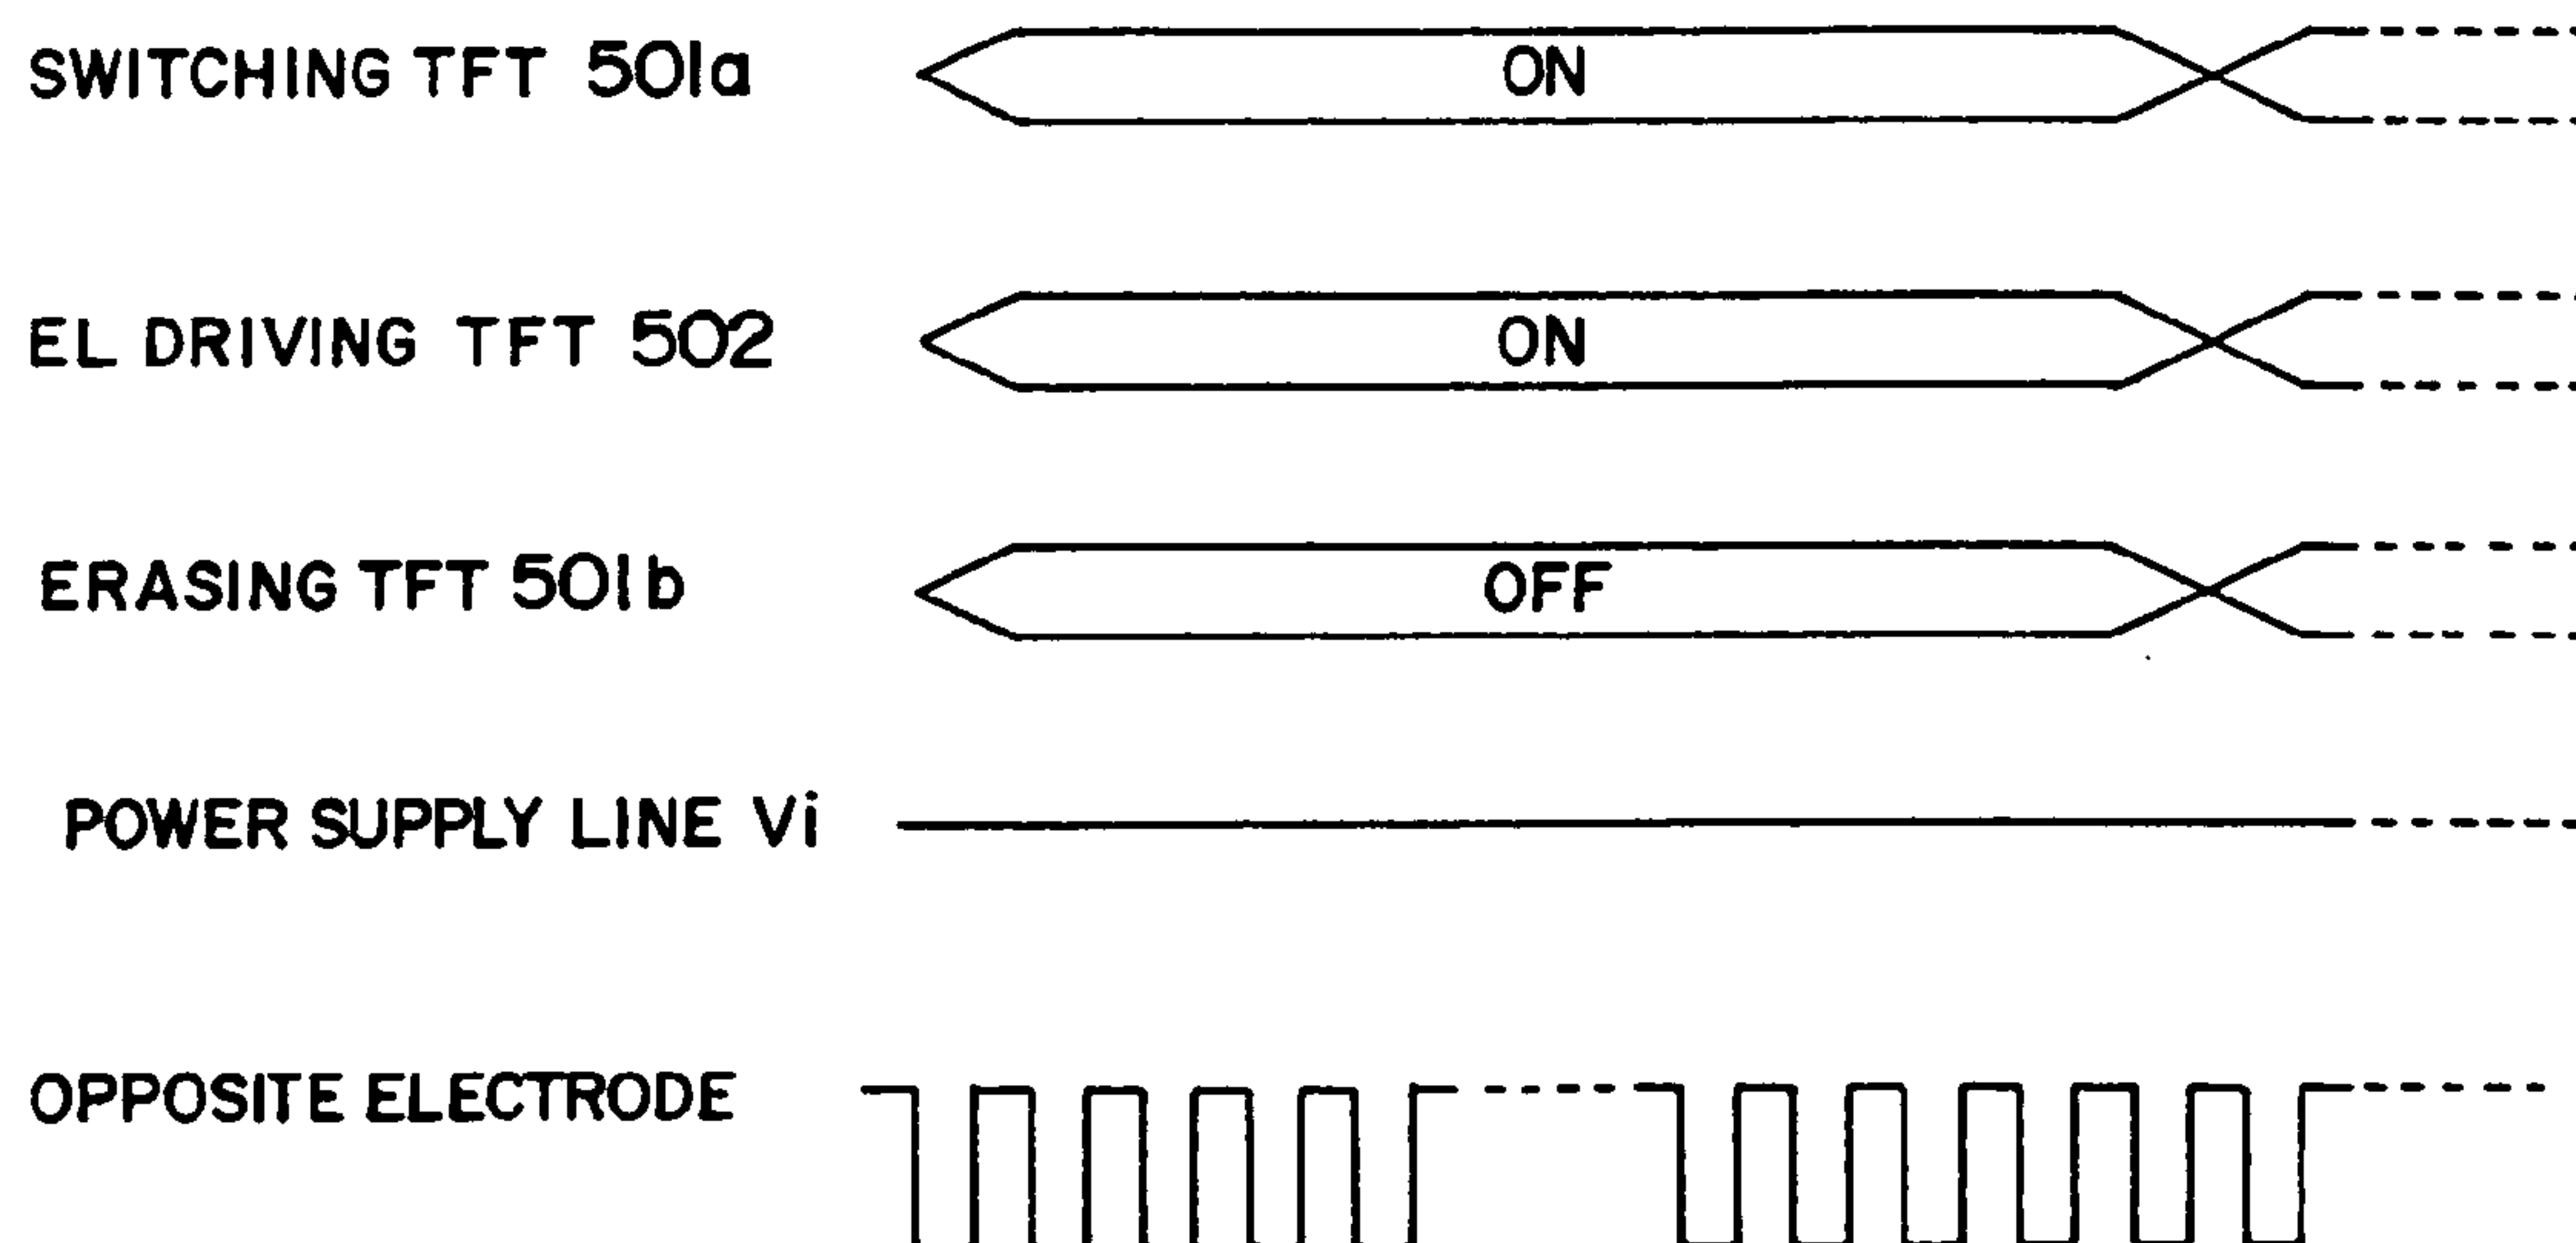 SWITCHING TFT 501a
ON
EL DRIVING TFT 502
ON
ERASING TFT 501b
OFF
POWER SUPPLY LINE Vi
OPPOSITE ELECTRODE